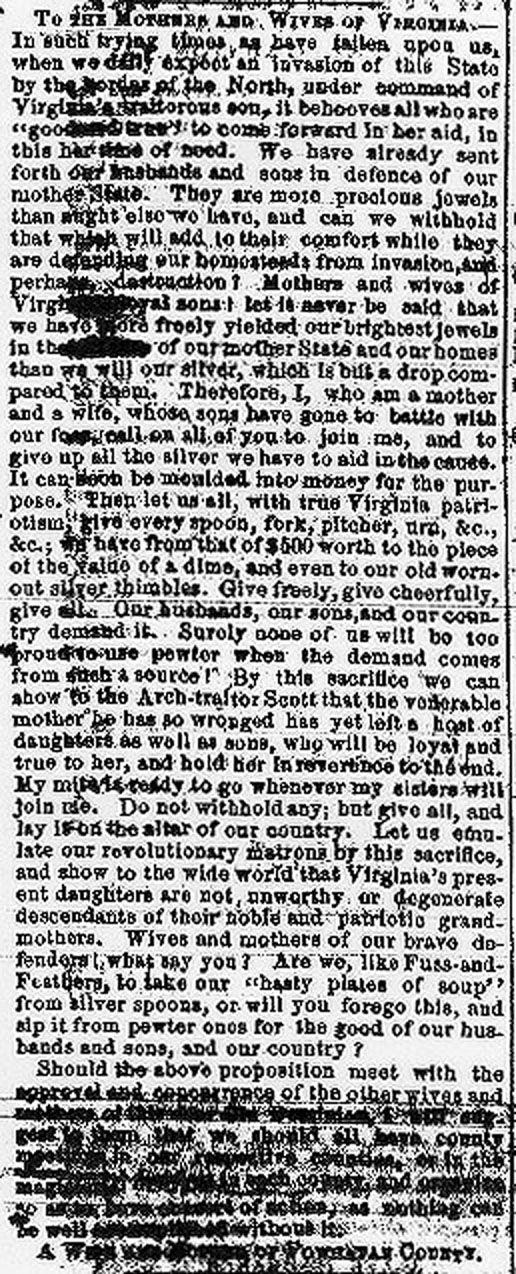 To the Mothers and Wives of Virginia.—
In such trying times as have fallen upon us,
when we daily expect an invasion of this State
by the hordes of the North, under command of
Virginia's traitorous son, it behooves all who are
"good and true" to come forward in her aid, in
this her time of need. We have already sent
forth our husbands and sons in defence of our
mother State. They are more precious jewels
than aught else we have, and can we withhold
that which will add to their comfort while they
are defending our homesteads from invasion, and
perhaps destruction? Mothers and wives of
loyal sons! let it never be said that
we have more freely yielded our brightest jewels
in the of our mother State and our homes
than we will our silver, which is but a drop com-
pared to them. Therefore, I, who am a mother
and a wife, whose sons have gone to battle with
our foes, call on all of you to join me, and to
give up all the silver we have to aid in the cause.
It can soon be moulded into money for the pur-
pose. Then let us all, with true Virginia patri-
otism, give every spoon, fork, pitcher, urn, &c.,
&c.; we have from that of $500 worth to the piece
of the value of a dime, and even to our old worn-
out silver thimbles. Give freely, give cheerfully,
give all. Our husbands, our sons, and our coun-
try demand it. Surely none of us will be too
proud to use pewter when the demand comes
from such a source! By this sacrifice we can
show to the Arch-traitor Scott that the venerable
mother he has so wronged has yet left a host of
daughters as well as sons, who will be loyal and
true to her, and hold her in reverence to the end.
My mite is ready to go whenever my sisters will
join me. Do not withhold any; but give all, and
lay it on the altar of our country. Let us emu-
late our revolutionary matrons by this sacrifice,
and show to the wide world that Virginia's pres-
ent daughters are not unworthy or degenerate
descendants of their noble and patriotic grand-
mothers. Wives and mothers of our brave de-
fenders! what say you? Are we, like Fuss-and-
Feathers, to take our "hasty plates of soup"
from silver spoons, or will you forego this, and
sip it from pewter ones for the good of our hus-
bands and sons, and our country?
Should the above proposition meet with the
approval and concurrence of the other wives and
mothers of I will sug-
gest to them that we should all have county
meetings in our respective counties, or in the
in each county, and
of action, as nothing can
be well without it.
A Wife and Mother of Powhatan County.